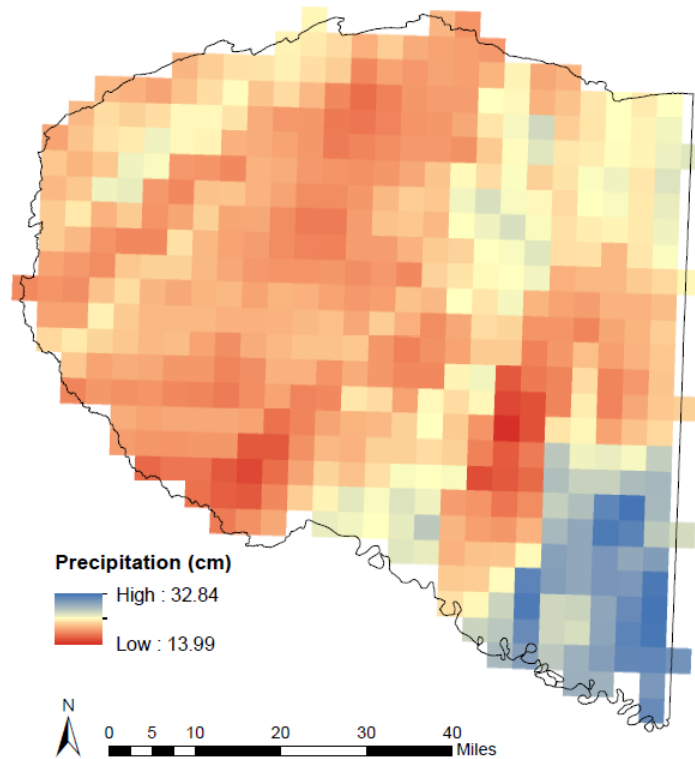 Precipitation (cm)
High : 32.84
Low : 13.99
N
0 5 10 20 30 40
Miles